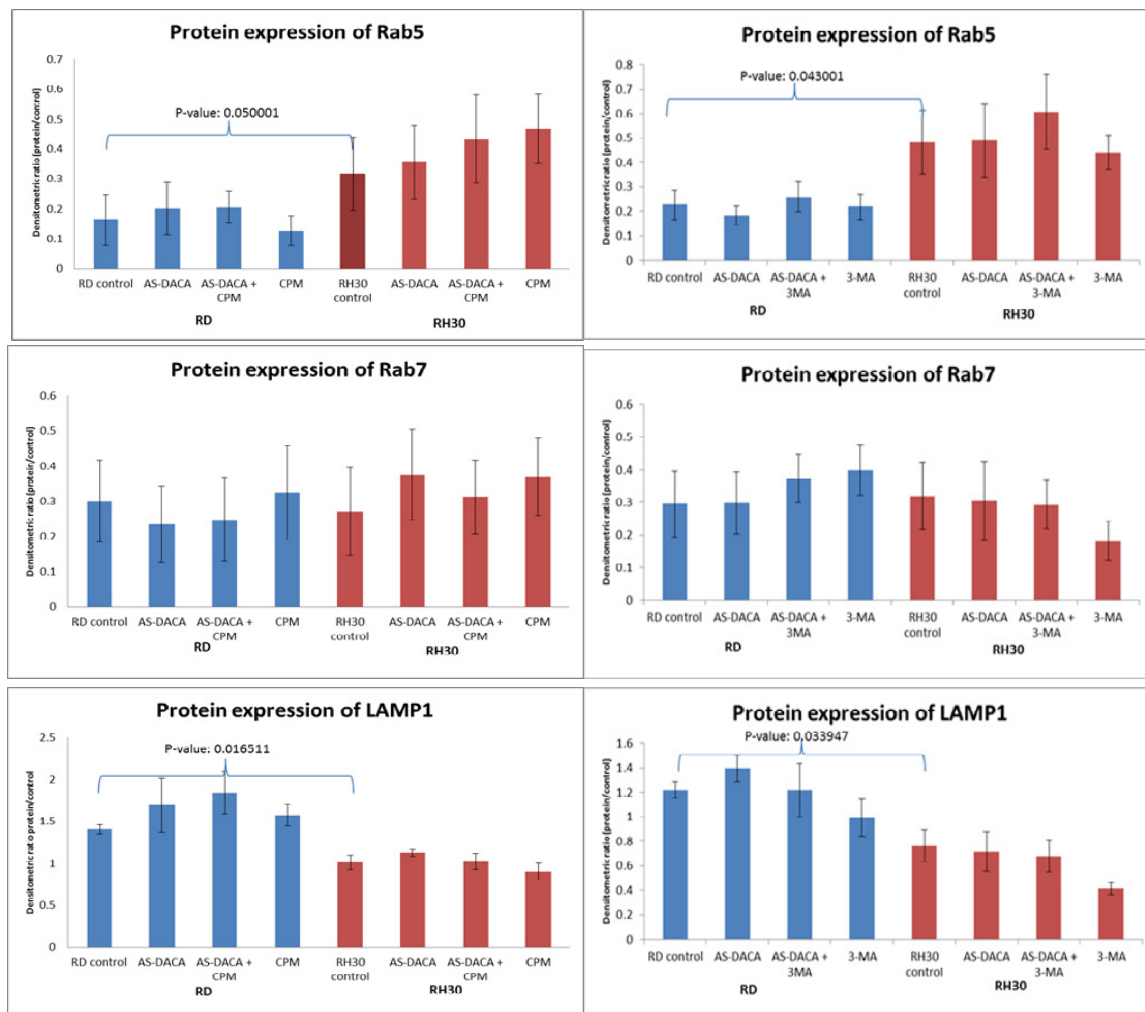 Protein expression of Rab5
Densitometric ratio (protein/control)
0.7
0.6
0.5
0.4
0.3
0.2
0.1
0
P-value: 0.050001
RD control AS-DACA AS-DACA + CPM RH30 AS-DACA AS-DACA + CPM
CPM control CPM
RD RH30
Protein expression of Rab5
Densitometric ratio (protein/control)
0.8
0.7
0.6
0.5
0.4
0.3
0.2
0.1
0
P-value: 0.043001
RD control AS-DACA AS-DACA + 3-MA RH30 AS-DACA AS-DACA + 3-MA
3MA control 3-MA
RD RH30
Protein expression of Rab7
Densitometric ratio (protein/control)
0.6
0.5
0.4
0.3
0.2
0.1
0
RD control AS-DACA AS-DACA + CPM RH30 AS-DACA AS-DACA + CPM
CPM control CPM
RD RH30
Protein expression of Rab7
Densitometric ratio (protein/control)
0.6
0.5
0.4
0.3
0.2
0.1
0
RD control AS-DACA AS-DACA + 3-MA RH30 AS-DACA AS-DACA + 3-MA
3MA control 3-MA
RD RH30
Protein expression of LAMP1
Densitometric ratio protein/control)
2.5
2
1.5
1
0.5
0
P-value: 0.016511
RD control AS-DACA AS-DACA + CPM RH30 AS-DACA AS-DACA + CPM
CPM control CPM
RD RH30
Protein expression of LAMP1
Densitometric ratio (protein/control)
1.6
1.4
1.2
1
0.8
0.6
0.4
0.2
0
P-value: 0.033947
RD control AS-DACA AS-DACA + 3-MA RH30 AS-DACA AS-DACA + 3-MA
3MA control 3-MA
RD RH30